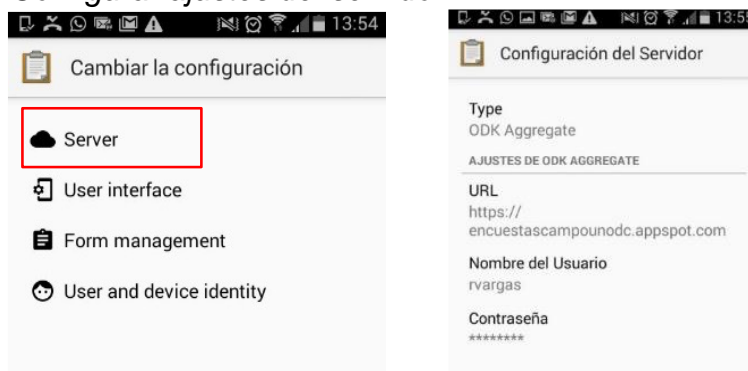 13:54
Cambiar la configuración
Server
User interface
Form management
User and device identity
Configuración del Servidor
Type
ODK Aggregate
AJUSTES DE ODK AGGREGATE
URL
https://
encuestascampounodc.appspot.com
Nombre del Usuario
rvargas
Contraseña
********